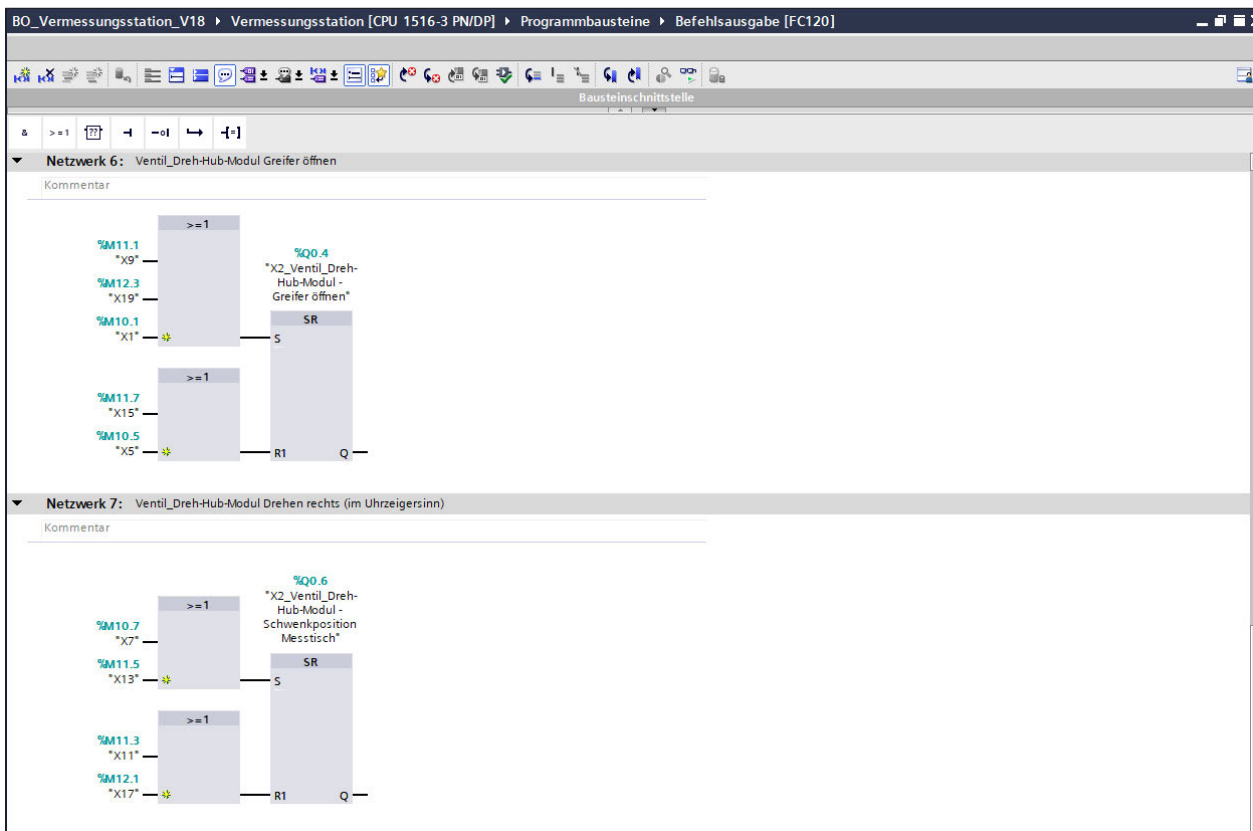 BO_Vermessungsstation_V18 ▸ Vermessungsstation [CPU 1516-3 PN/DP] ▸ Programmbausteine ▸ Befehlsausgabe [FC120]
Bausteinschnittstelle
& >=1 ??
Netzwerk 6: Ventil_Dreh-Hub-Modul Greifer öffnen
Kommentar
>=1
%M11.1
"X9"
%M12.3
"X19"
%M10.1
"X1"
%Q0.4
"X2_Ventil_Dreh-
Hub-Modul -
Greifer öffnen"
SR
S
>=1
%M11.7
"X15"
%M10.5
"X5"
R1 Q
Netzwerk 7: Ventil_Dreh-Hub-Modul Drehen rechts (im Uhrzeigersinn)
Kommentar
>=1
%M10.7
"X7"
%M11.5
"X13"
%Q0.6
"X2_Ventil_Dreh-
Hub-Modul -
Schwenkposition
Messtisch"
SR
S
>=1
%M11.3
"X11"
%M12.1
"X17"
R1 Q